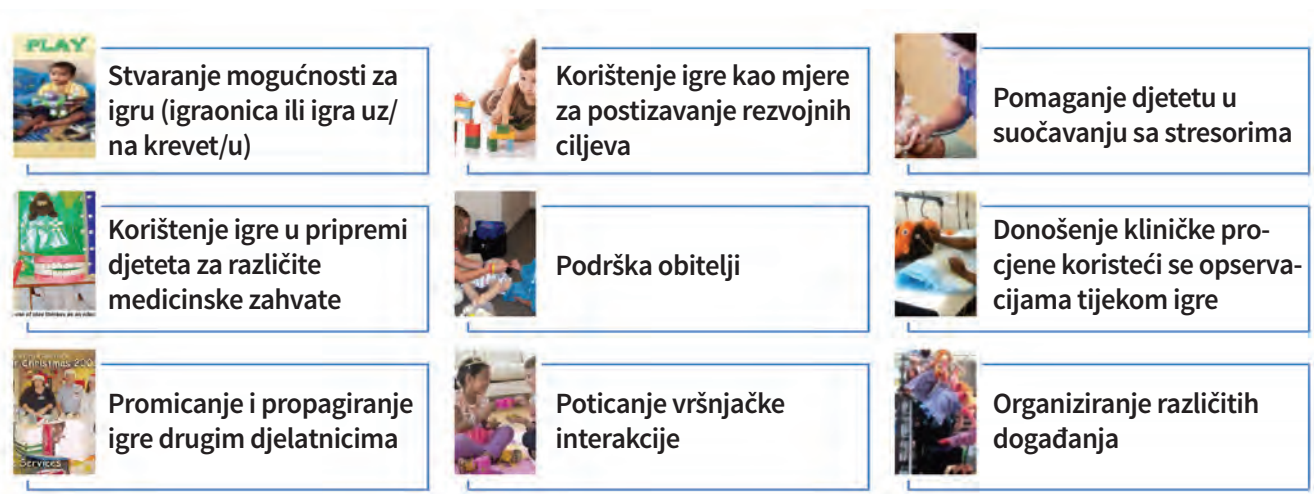 PLAY
Stvaranje mogućnosti za
igru (igraonica ili igra uz/
na krevet/u)
Korištenje igre kao mjere
za postizavanje rezvojnih
ciljeva
Pomaganje djetetu u
suočavanju sa stresorima
Korištenje igre u pripremi
djeteta za različite
medicinske zahvate
Podrška obitelji
Donošenje kliničke pro-
cjene koristeći se opserva-
cijama tijekom igre
Christmas 200
Services
Promicanje i propagiranje
igre drugim djelatnicima
Poticanje vršnjačke
interakcije
Organiziranje različitih
događanja